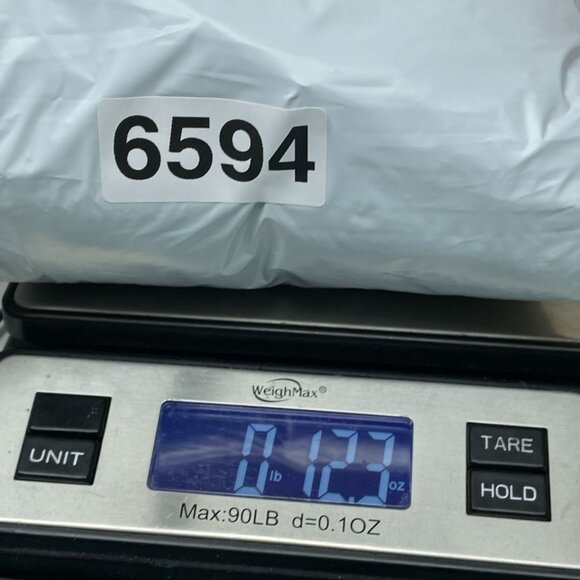 6594
WeighMax®
0 lb 12.3 oz
UNIT
TARE
HOLD
Max:90LB d=0.1OZ